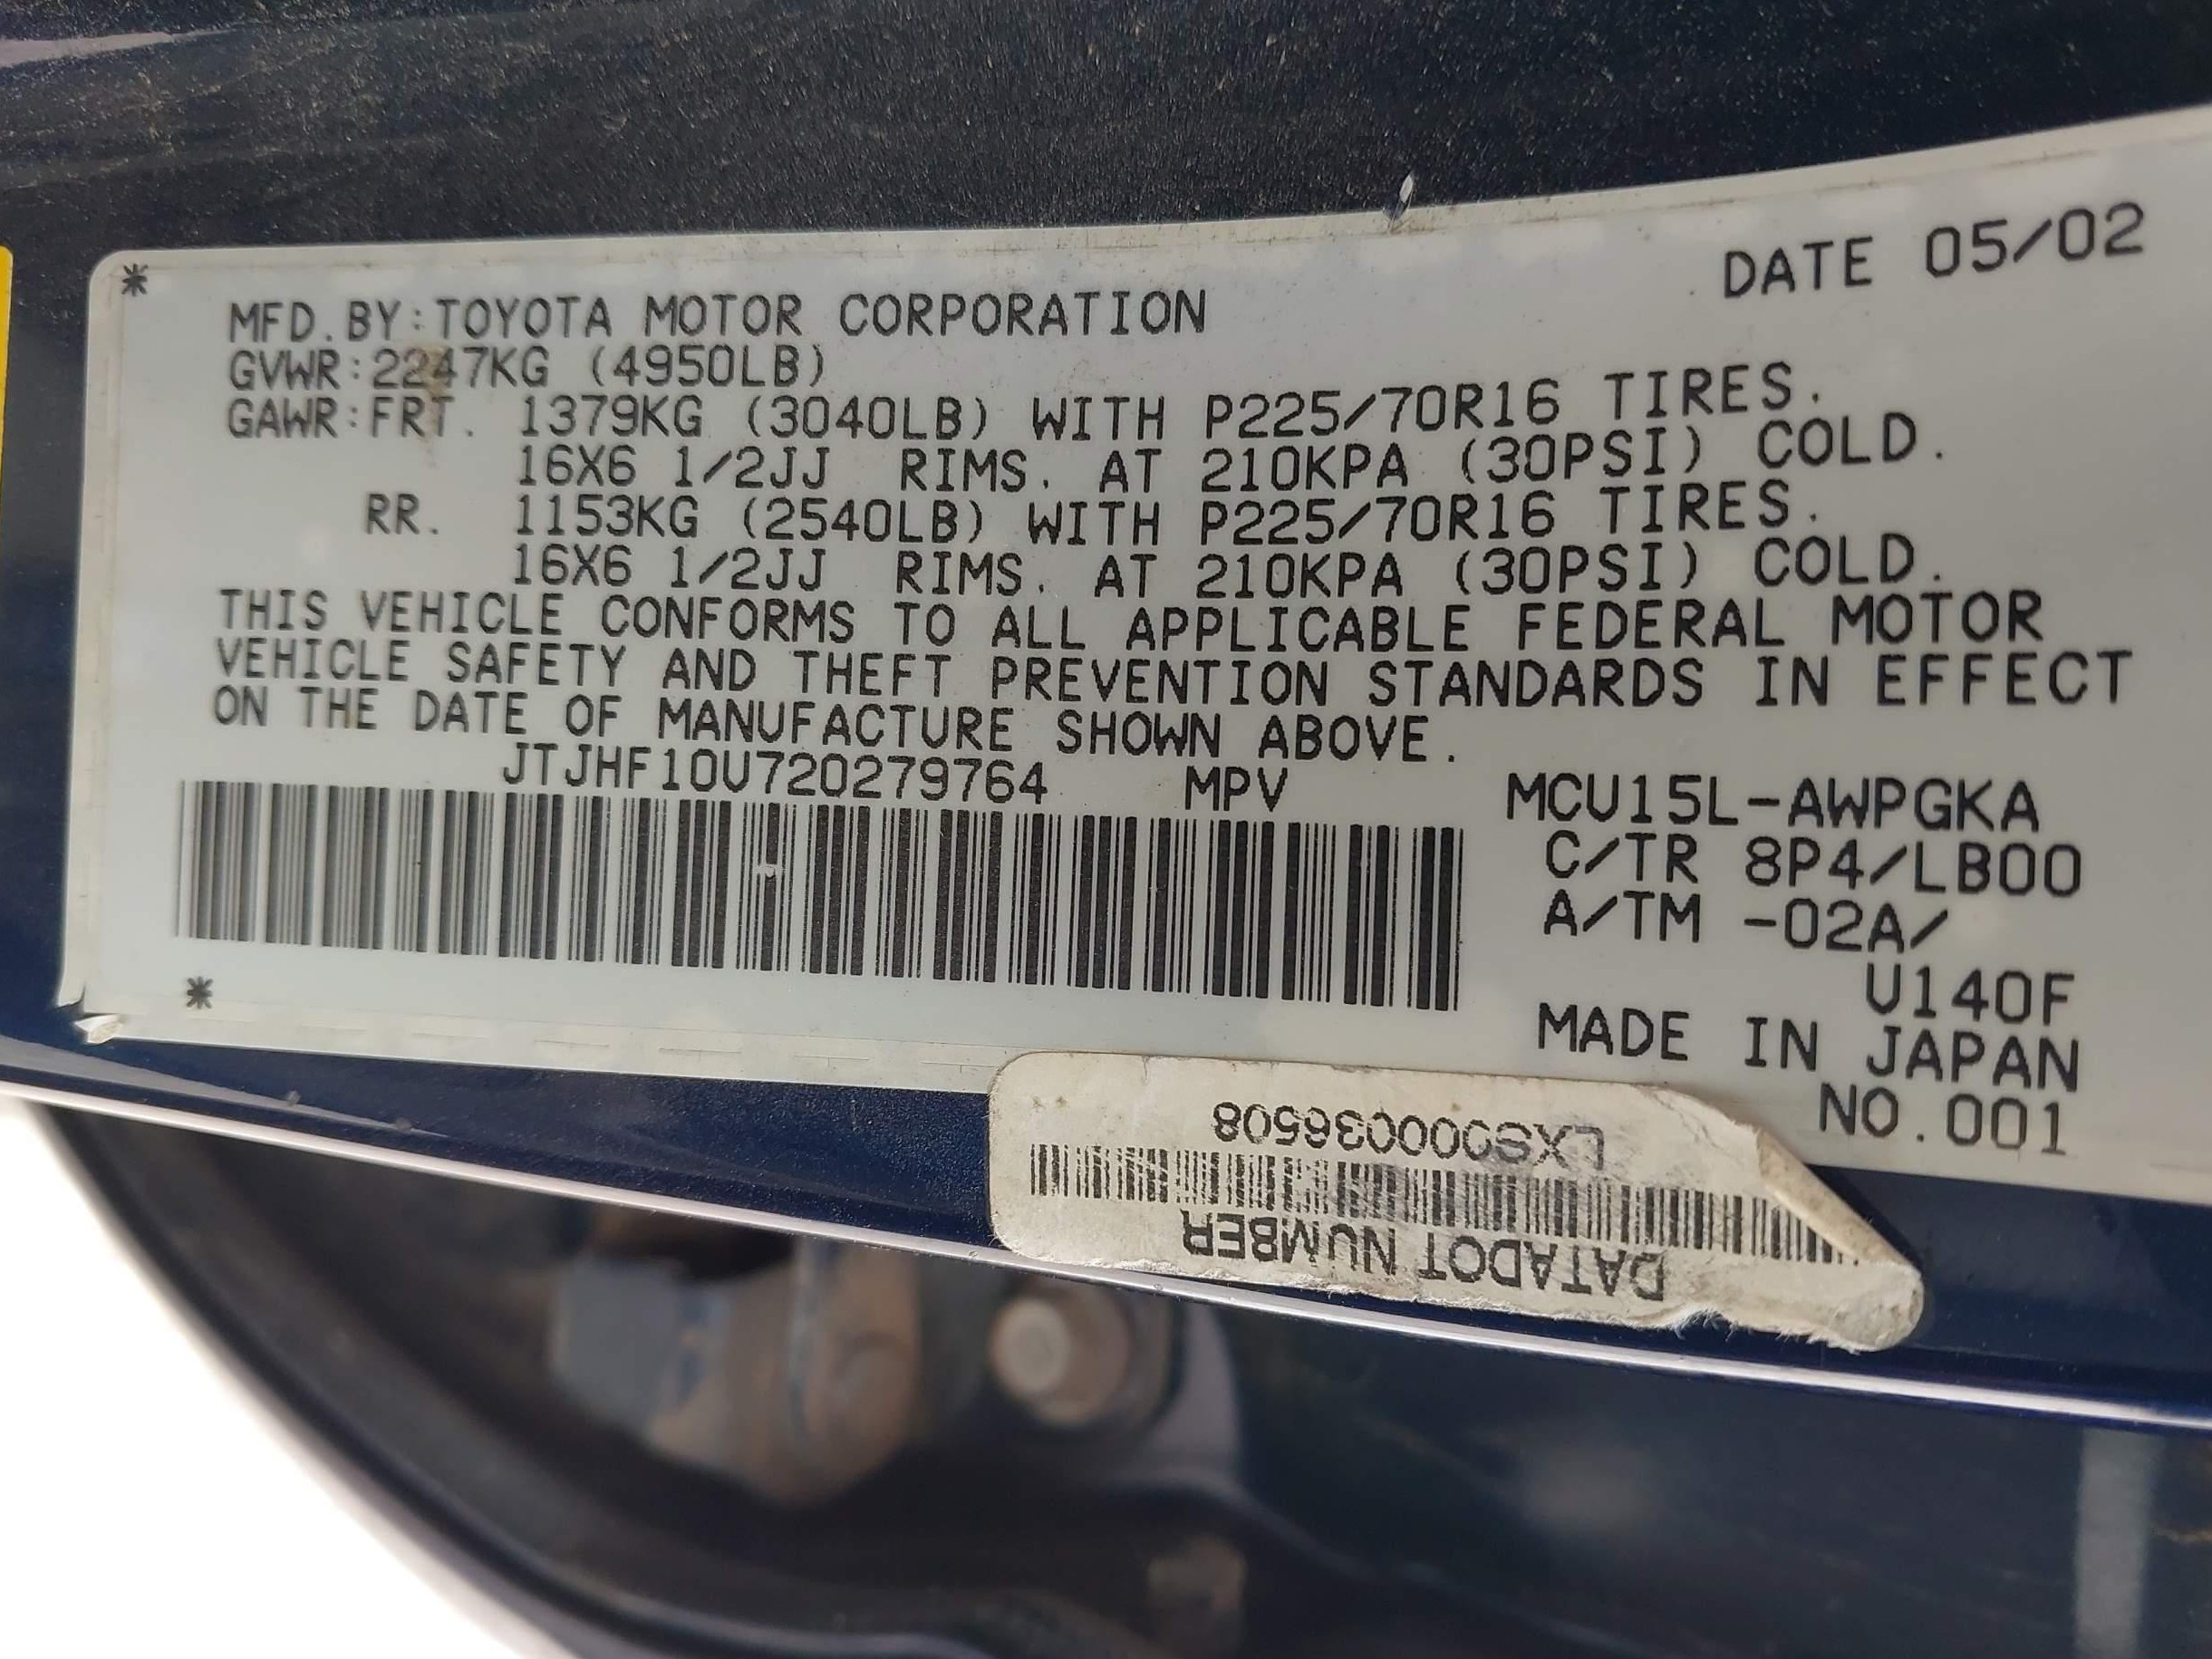 DATE 05/02
MFD.BY:TOYOTA MOTOR CORPORATION
GVWR:2247KG (4950LB)
GAWR:FRT. 1379KG (3040LB) WITH P225/70R16 TIRES.
16X6 1/2JJ RIMS. AT 210KPA (30PSI) COLD.
RR. 1153KG (2540LB) WITH P225/70R16 TIRES.
16X6 1/2JJ RIMS. AT 210KPA (30PSI) COLD.
THIS VEHICLE CONFORMS TO ALL APPLICABLE FEDERAL MOTOR
VEHICLE SAFETY AND THEFT PREVENTION STANDARDS IN EFFECT
ON THE DATE OF MANUFACTURE SHOWN ABOVE.
JTJHF10U720279764 MPV
MCU15L-AWPGKA
C/TR 8P4/LB00
A/TM -02A/
U140F
MADE IN JAPAN
NO.001
DATADOT NUMBER
LXS000036508